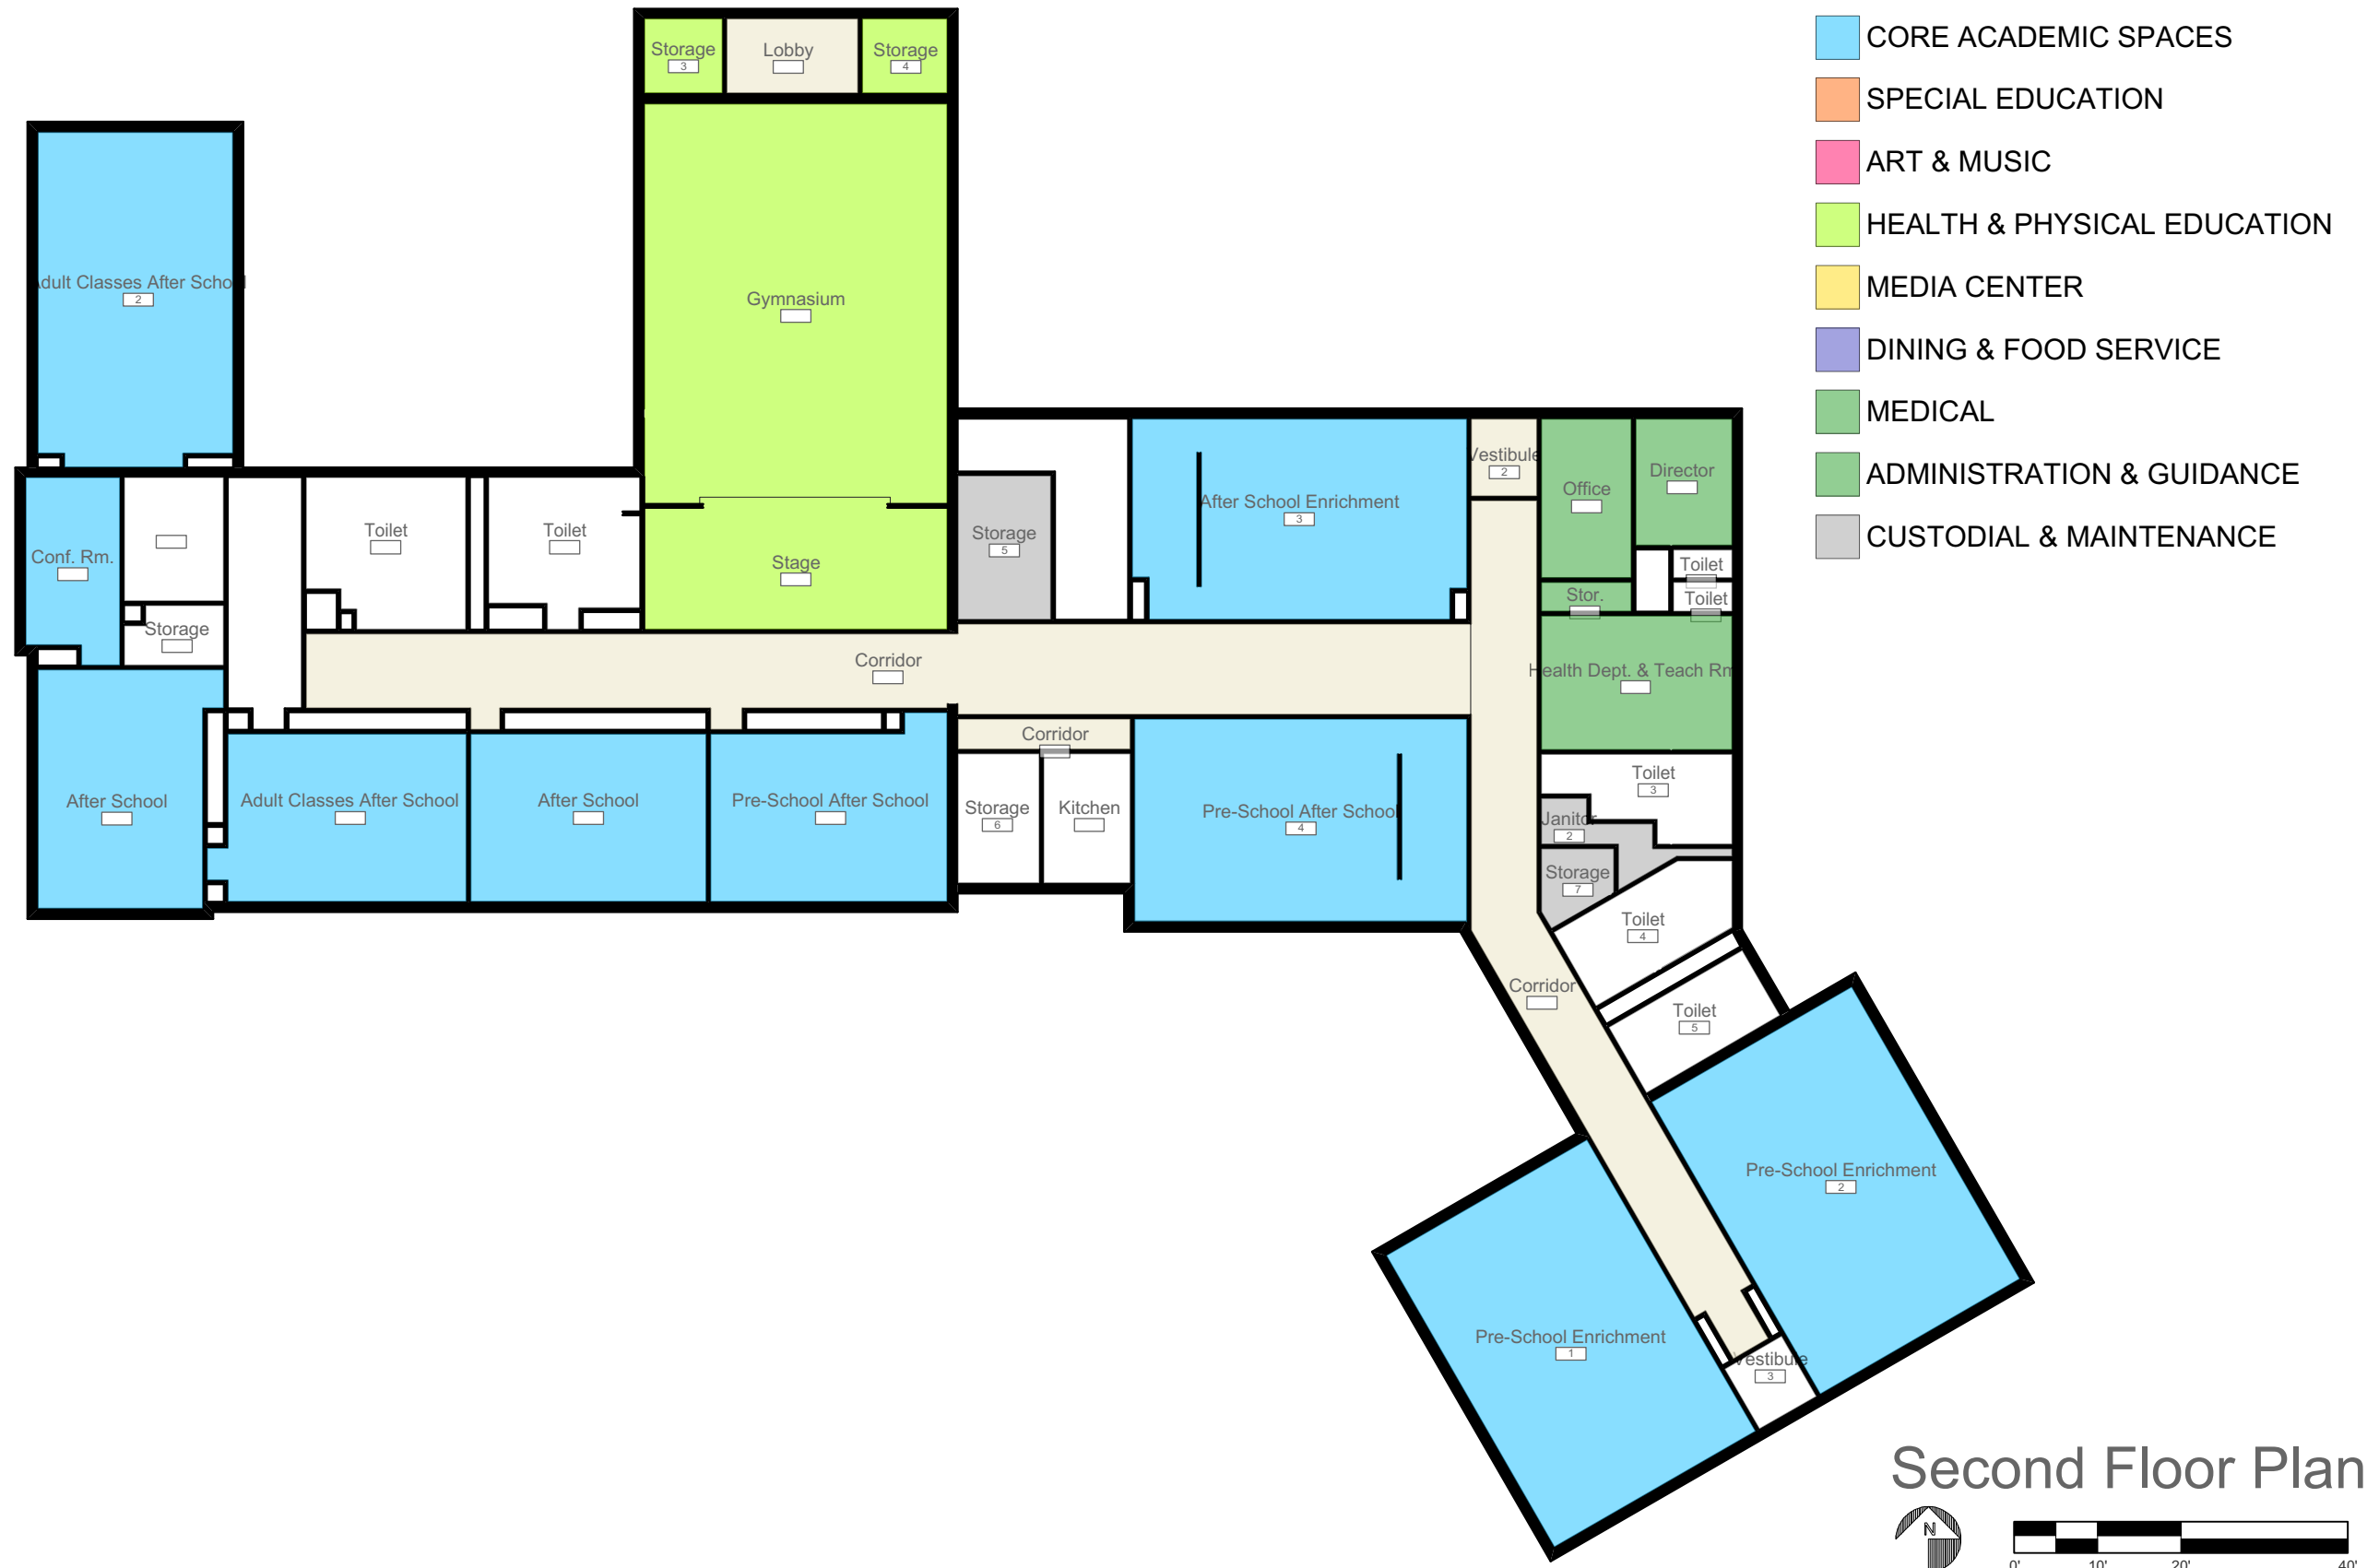 Storage
3
Lobby
Storage
4
CORE ACADEMIC SPACES
SPECIAL EDUCATION
ART & MUSIC
HEALTH & PHYSICAL EDUCATION
MEDIA CENTER
DINING & FOOD SERVICE
MEDICAL
ADMINISTRATION & GUIDANCE
CUSTODIAL & MAINTENANCE
Adult Classes After School
2
Gymnasium
Conf. Rm.
Storage
Toilet
Toilet
Stage
Storage
5
After School Enrichment
3
Vestibule
2
Office
Director
Toilet
Toilet
Stor.
Health Dept. & Teach Rm
Corridor
Corridor
After School
Adult Classes After School
After School
Pre-School After School
Storage
6
Kitchen
Pre-School After School
4
Toilet
3
Janitor
2
Storage
7
Toilet
4
Corridor
Toilet
5
Pre-School Enrichment
2
Pre-School Enrichment
1
Vestibule
3
Second Floor Plan
N
0' 10' 20' 40'